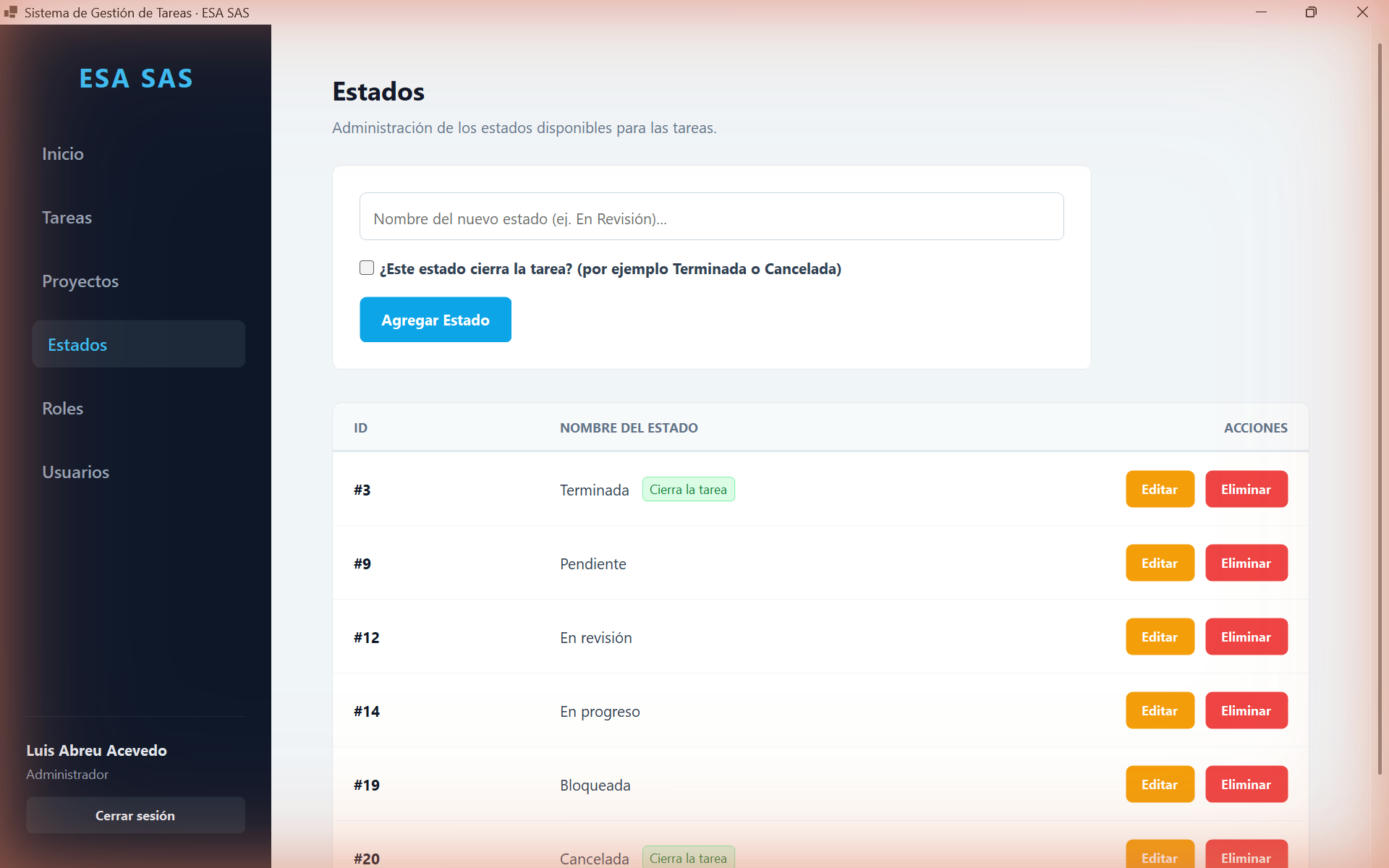 Sistema de Gestión de Tareas · ESA SAS
ESA SAS
Inicio
Tareas
Proyectos
Estados
Roles
Usuarios
Luis Abreu Acevedo
Administrador
Cerrar sesión
Estados
Administración de los estados disponibles para las tareas.
Nombre del nuevo estado (ej. En Revisión)...
¿Este estado cierra la tarea? (por ejemplo Terminada o Cancelada)
Agregar Estado
ID NOMBRE DEL ESTADO ACCIONES
#3 Terminada Cierra la tarea Editar Eliminar
#9 Pendiente Editar Eliminar
#12 En revisión Editar Eliminar
#14 En progreso Editar Eliminar
#19 Bloqueada Editar Eliminar
#20 Cancelada Cierra la tarea Editar Eliminar